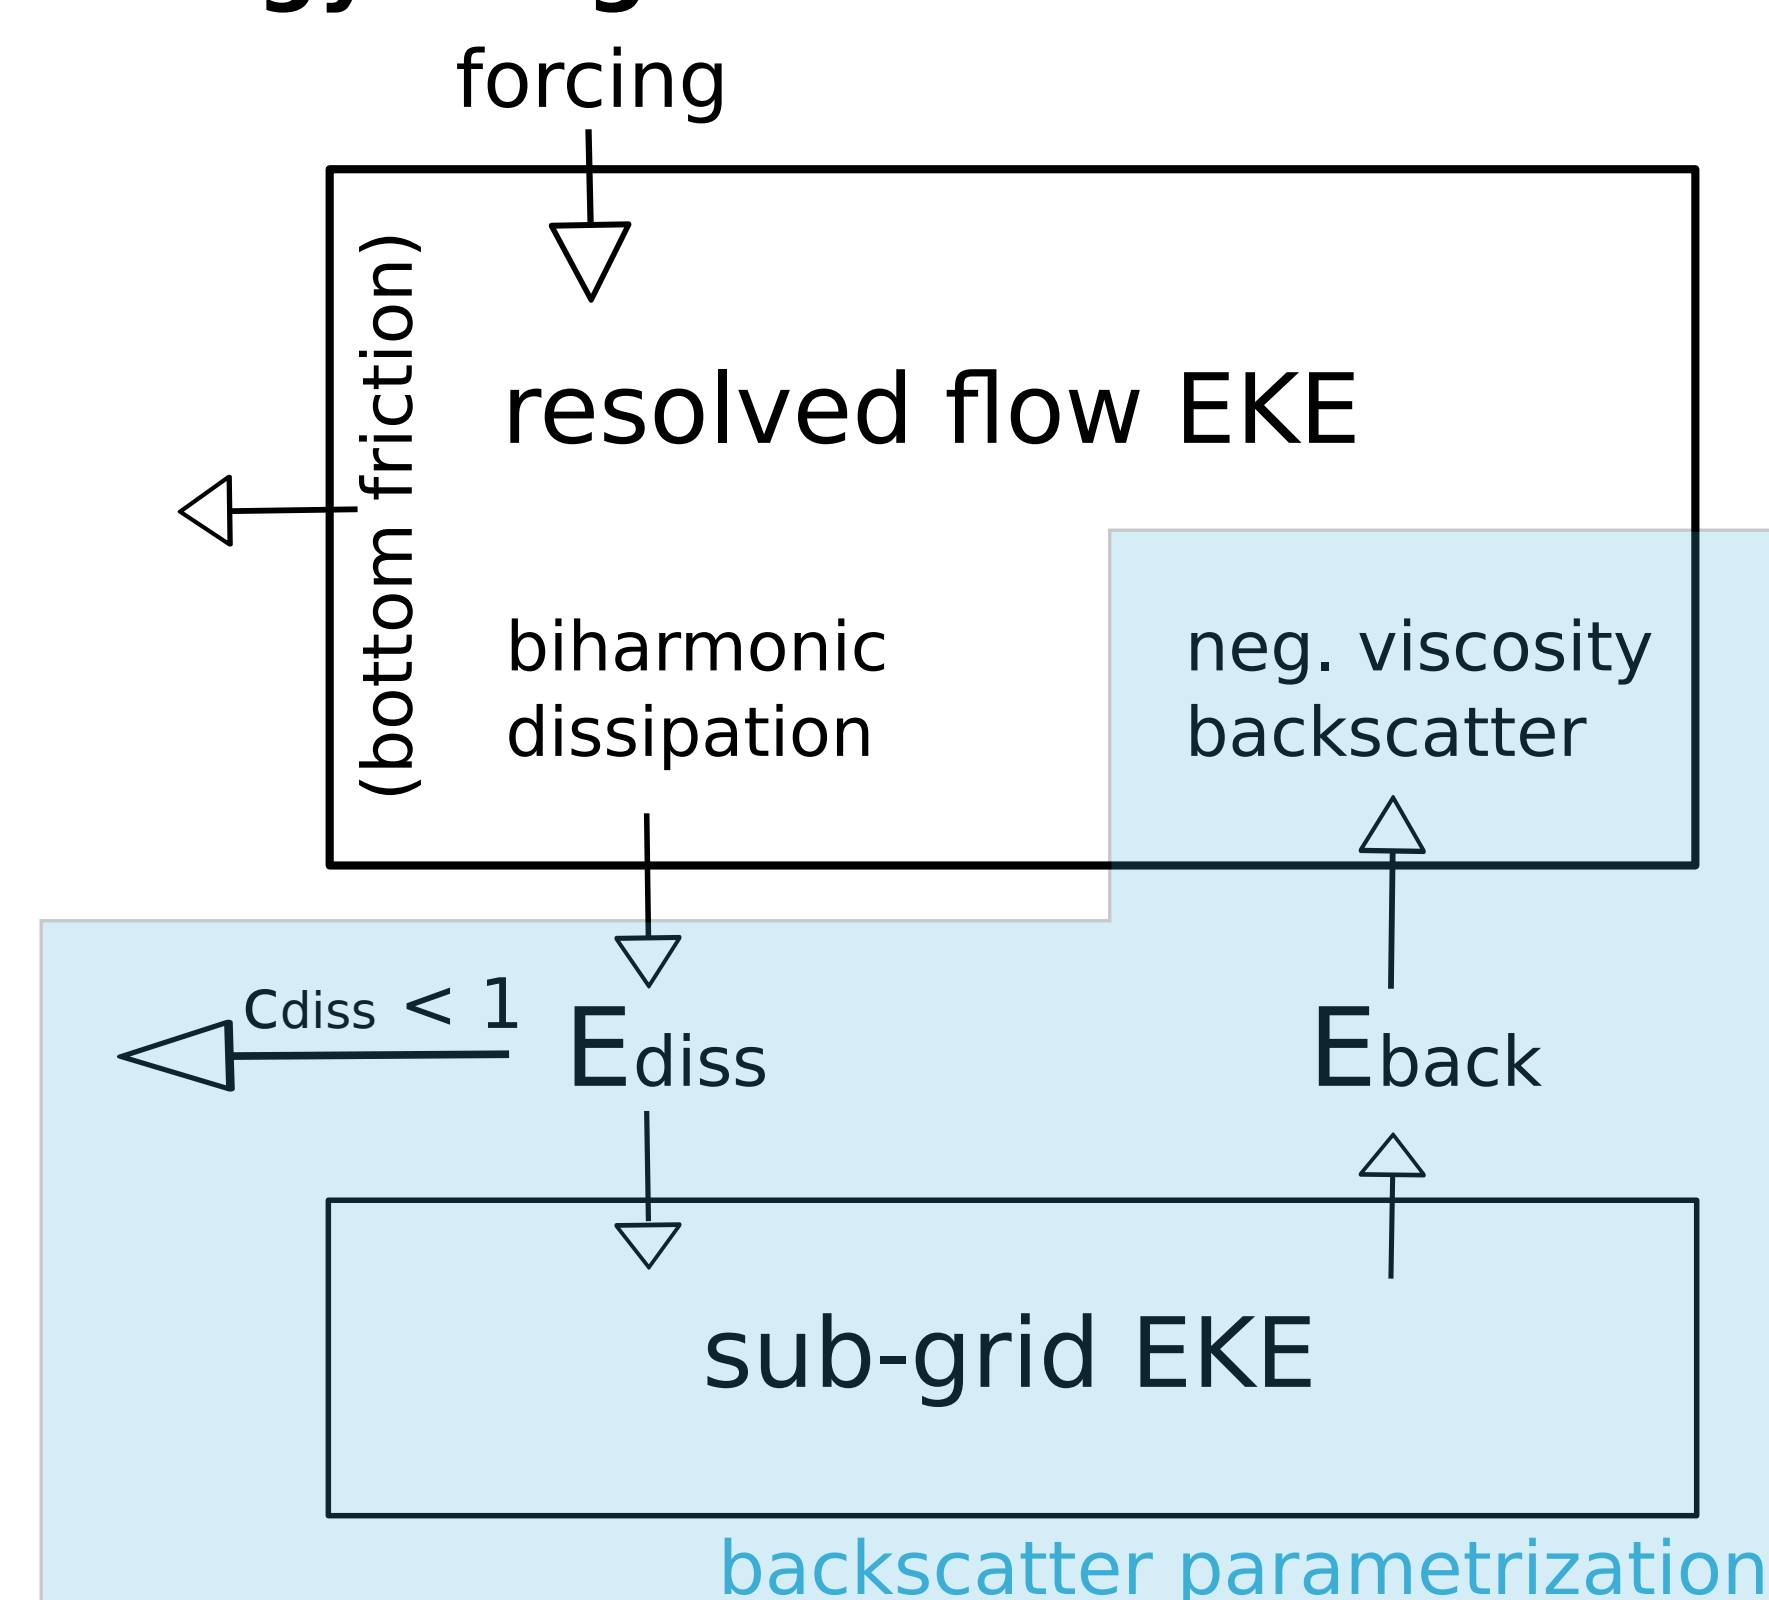 forcing
(bottom friction)
resolved flow EKE
biharmonic
dissipation
neg. viscosity
backscatter
cdiss < 1
Ediss
Eback
sub-grid EKE
backscatter parametrization